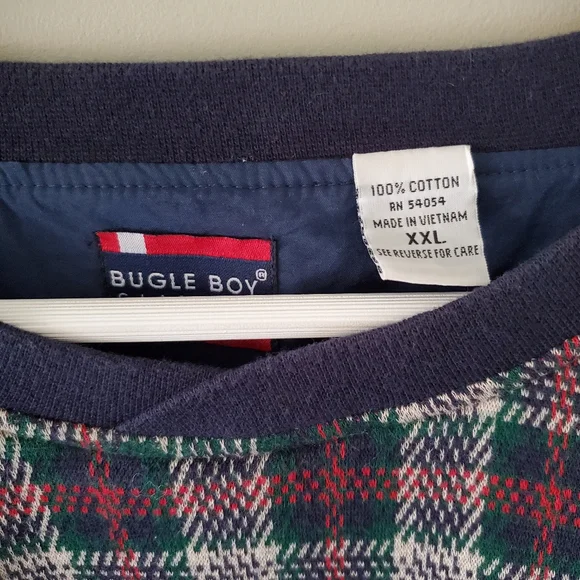 100% COTTON
RN 54054
MADE IN VIETNAM
XXL
SEE REVERSE FOR CARE
BUGLE BOY®